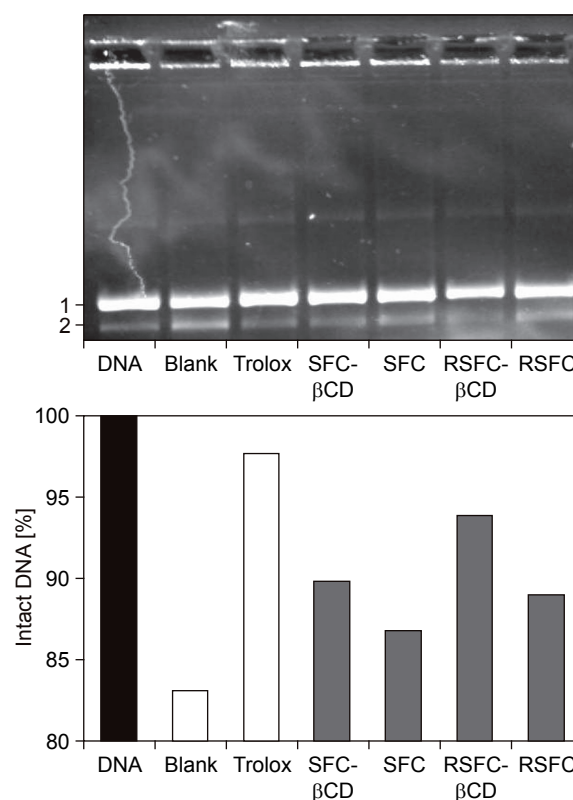 1
2
DNA Blank Trolox SFC-βCD SFC RSFC-βCD RSFC
100
95
90
85
80
Intact DNA [%]
DNA Blank Trolox SFC-βCD SFC RSFC-βCD RSFC